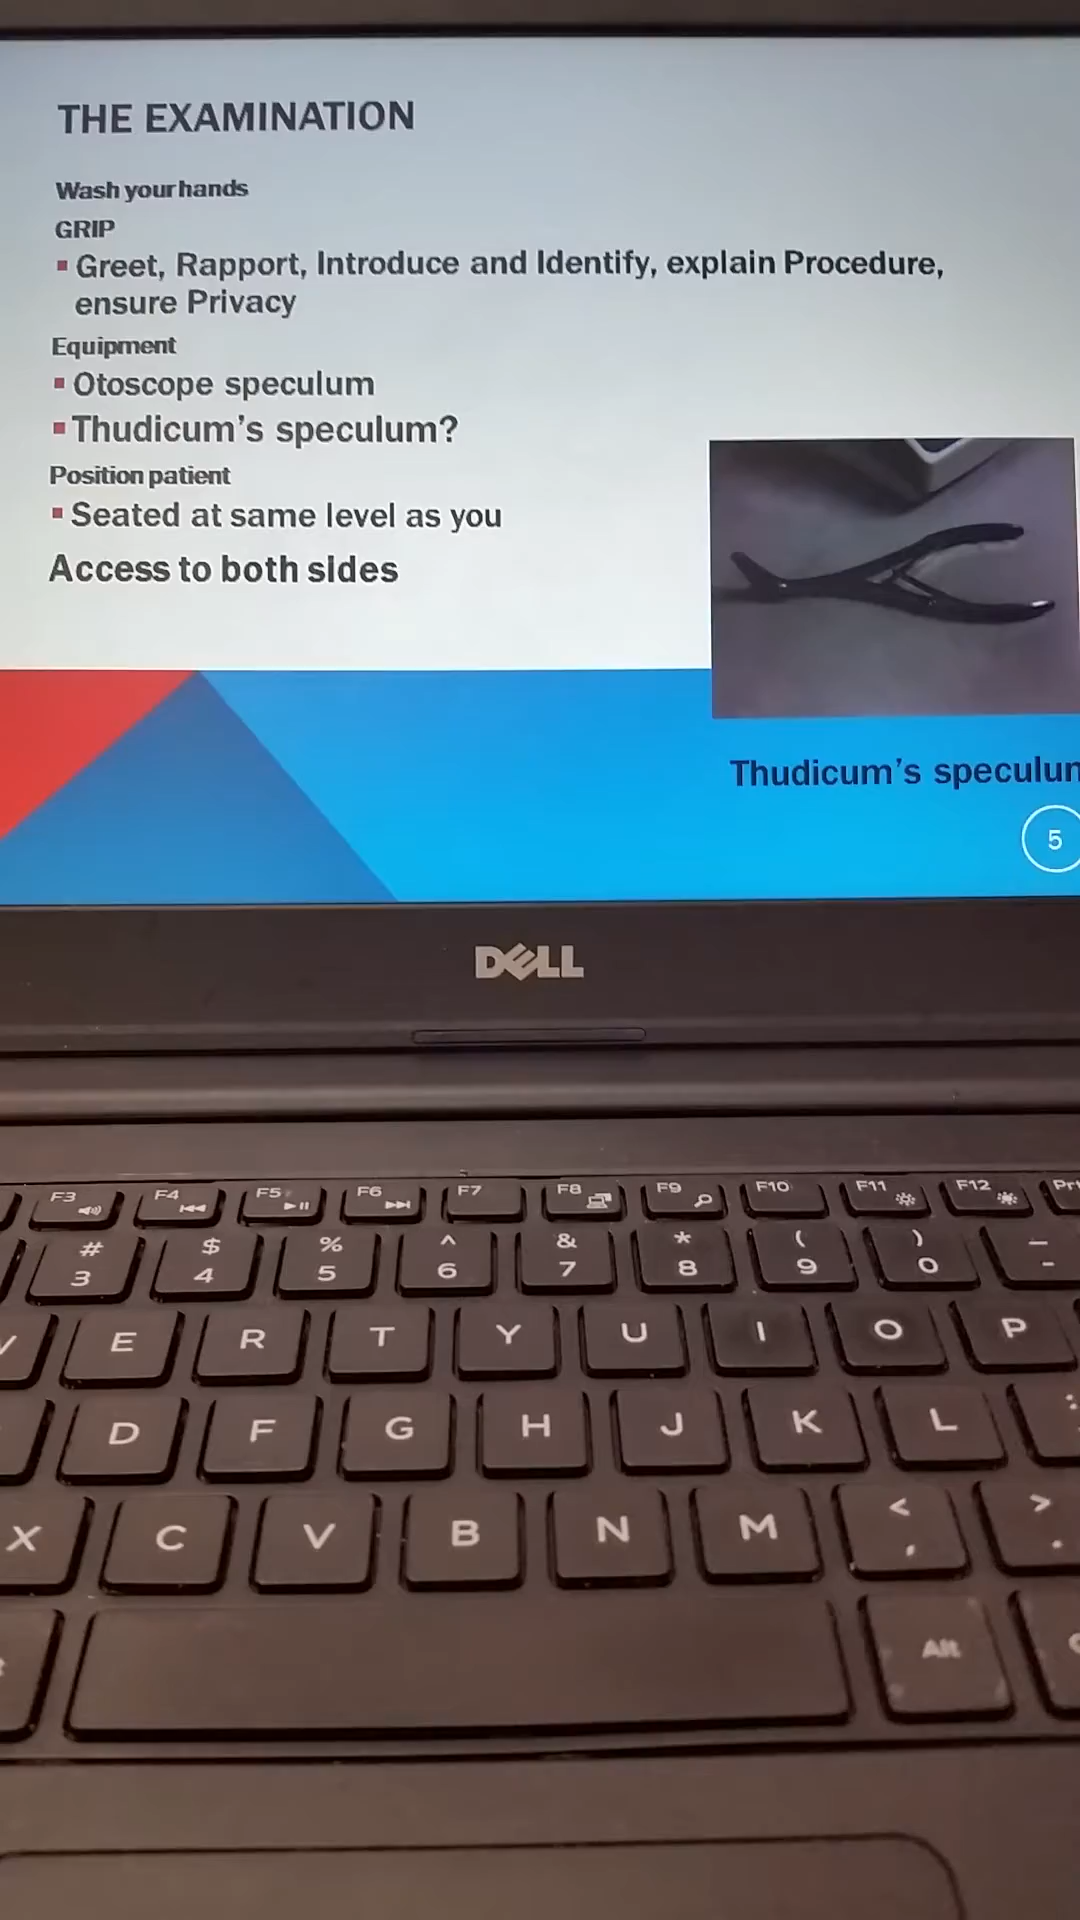 THE EXAMINATION
Wash your hands
GRIP
Greet, Rapport, Introduce and Identify, explain Procedure,
ensure Privacy
Equipment
Otoscope speculum
Thudicum's speculum?
Position patient
Seated at same level as you
Access to both sides
Thudicum's speculum
5
DELL
F3 F4 F5 F6 F7 F8 F9 F10 F11 F12 Prt
# $ % ^ & * ( ) —
3 4 5 6 7 8 9 0 -
E R T Y U I O P
D F G H J K L :
X C V B N M < >
, .
Alt